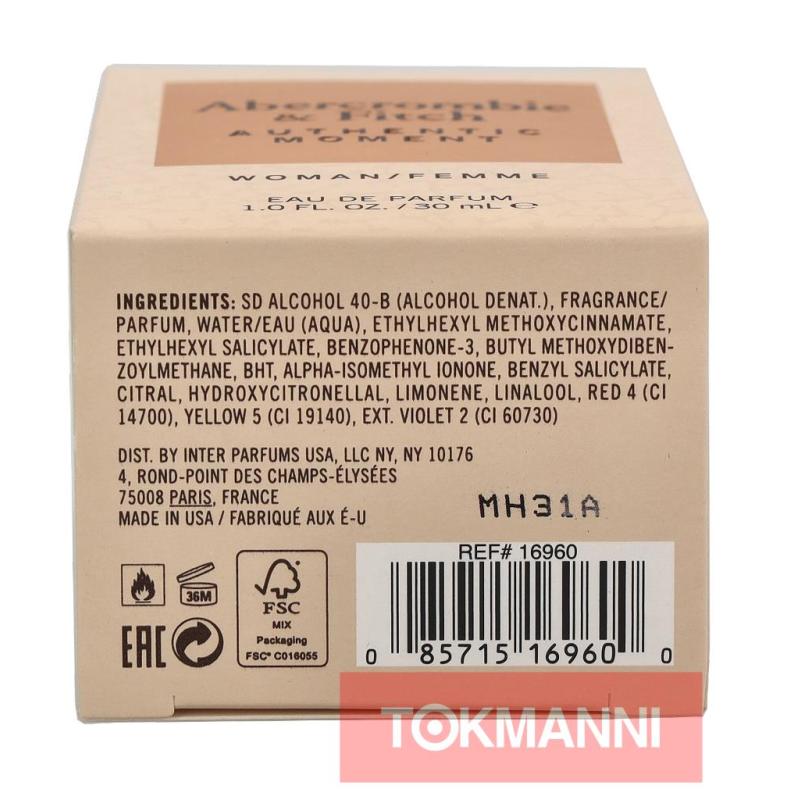 Abercrombie
& Fitch
AUTHENTIC
MOMENT
WOMAN/FEMME
EAU DE PARFUM
1.0 FL. OZ. / 30 mL ℮
INGREDIENTS: SD ALCOHOL 40-B (ALCOHOL DENAT.), FRAGRANCE/
PARFUM, WATER/EAU (AQUA), ETHYLHEXYL METHOXYCINNAMATE,
ETHYLHEXYL SALICYLATE, BENZOPHENONE-3, BUTYL METHOXYDIBEN-
ZOYLMETHANE, BHT, ALPHA-ISOMETHYL IONONE, BENZYL SALICYLATE,
CITRAL, HYDROXYCITRONELLAL, LIMONENE, LINALOOL, RED 4 (CI
14700), YELLOW 5 (CI 19140), EXT. VIOLET 2 (CI 60730)
DIST. BY INTER PARFUMS USA, LLC NY, NY 10176
4, ROND-POINT DES CHAMPS-ÉLYSÉES
75008 PARIS, FRANCE
MADE IN USA / FABRIQUÉ AUX É-U
MH31A
REF# 16960
36M
FSC
MIX
Packaging
FSC® C016055
EAC
0 85715 16960 0
TOKMANNI